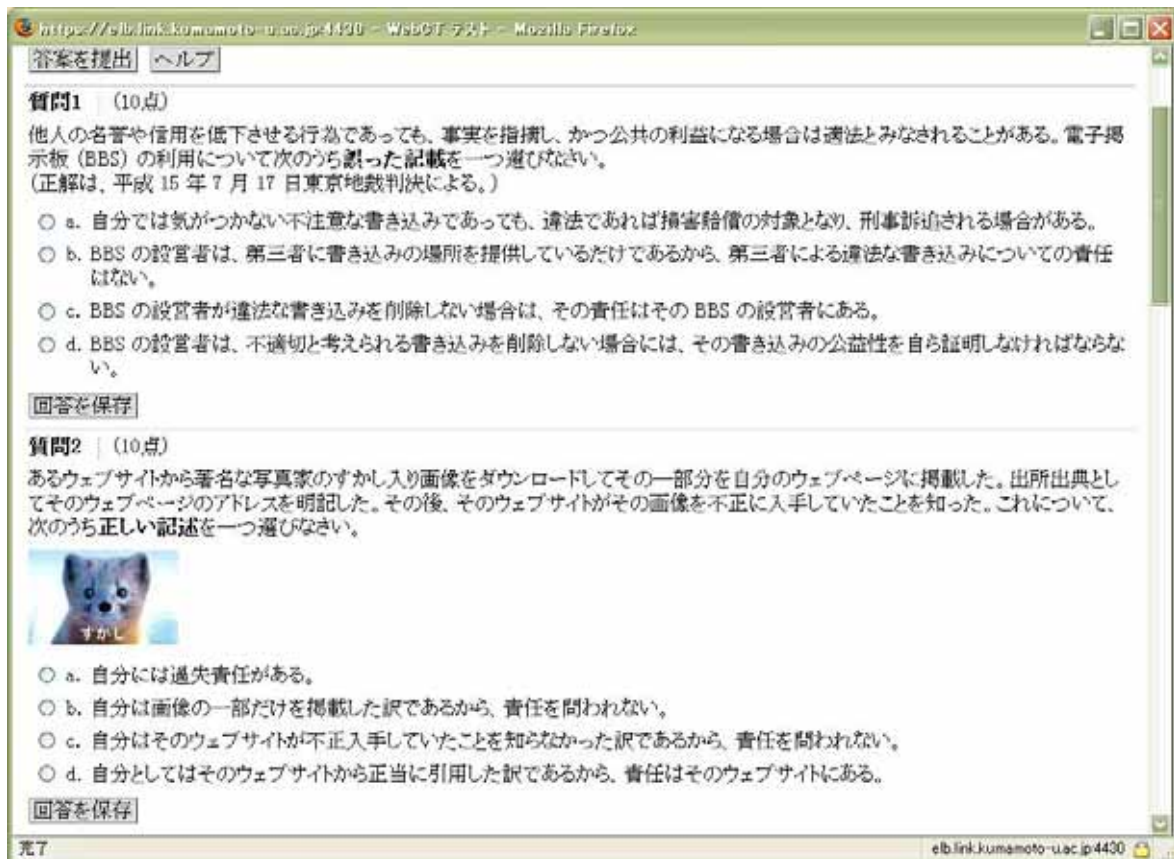 https://elb.link.kumamoto-u.ac.jp:4430 - WebCT テスト - Mozilla Firefox
答案を提出 ヘルプ
質問1 (10点)
他人の名誉や信用を低下させる行為であっても、事実を指摘し、かつ公共の利益になる場合は適法とみなされることがある。電子掲
示板 (BBS) の利用について次のうち誤った記載を一つ選びなさい。
(正解は、平成 15 年 7 月 17 日東京地裁判決による。)
a. 自分では気がつかない不注意な書き込みであっても、違法であれば損害賠償の対象となり、刑事訴追される場合がある。
b. BBS の設営者は、第三者に書き込みの場所を提供しているだけであるから、第三者による違法な書き込みについての責任
はない。
c. BBS の設営者が違法な書き込みを削除しない場合は、その責任はその BBS の設営者にある。
d. BBS の設営者は、不適切と考えられる書き込みを削除しない場合には、その書き込みの公益性を自ら証明しなければならな
い。
回答を保存
質問2 (10点)
あるウェブサイトから著名な写真家のすかし入り画像をダウンロードしてその一部分を自分のウェブページに掲載した。出所出典とし
てそのウェブページのアドレスを明記した。その後、そのウェブサイトがその画像を不正に入手していたことを知った。これについて、
次のうち正しい記述を一つ選びなさい。
すかし
a. 自分には過失責任がある。
b. 自分は画像の一部だけを掲載した訳であるから、責任を問われない。
c. 自分はそのウェブサイトが不正入手していたことを知らなかった訳であるから、責任を問われない。
d. 自分としてはそのウェブサイトから正当に引用した訳であるから、責任はそのウェブサイトにある。
回答を保存
完了 elb.link.kumamoto-u.ac.jp:4430